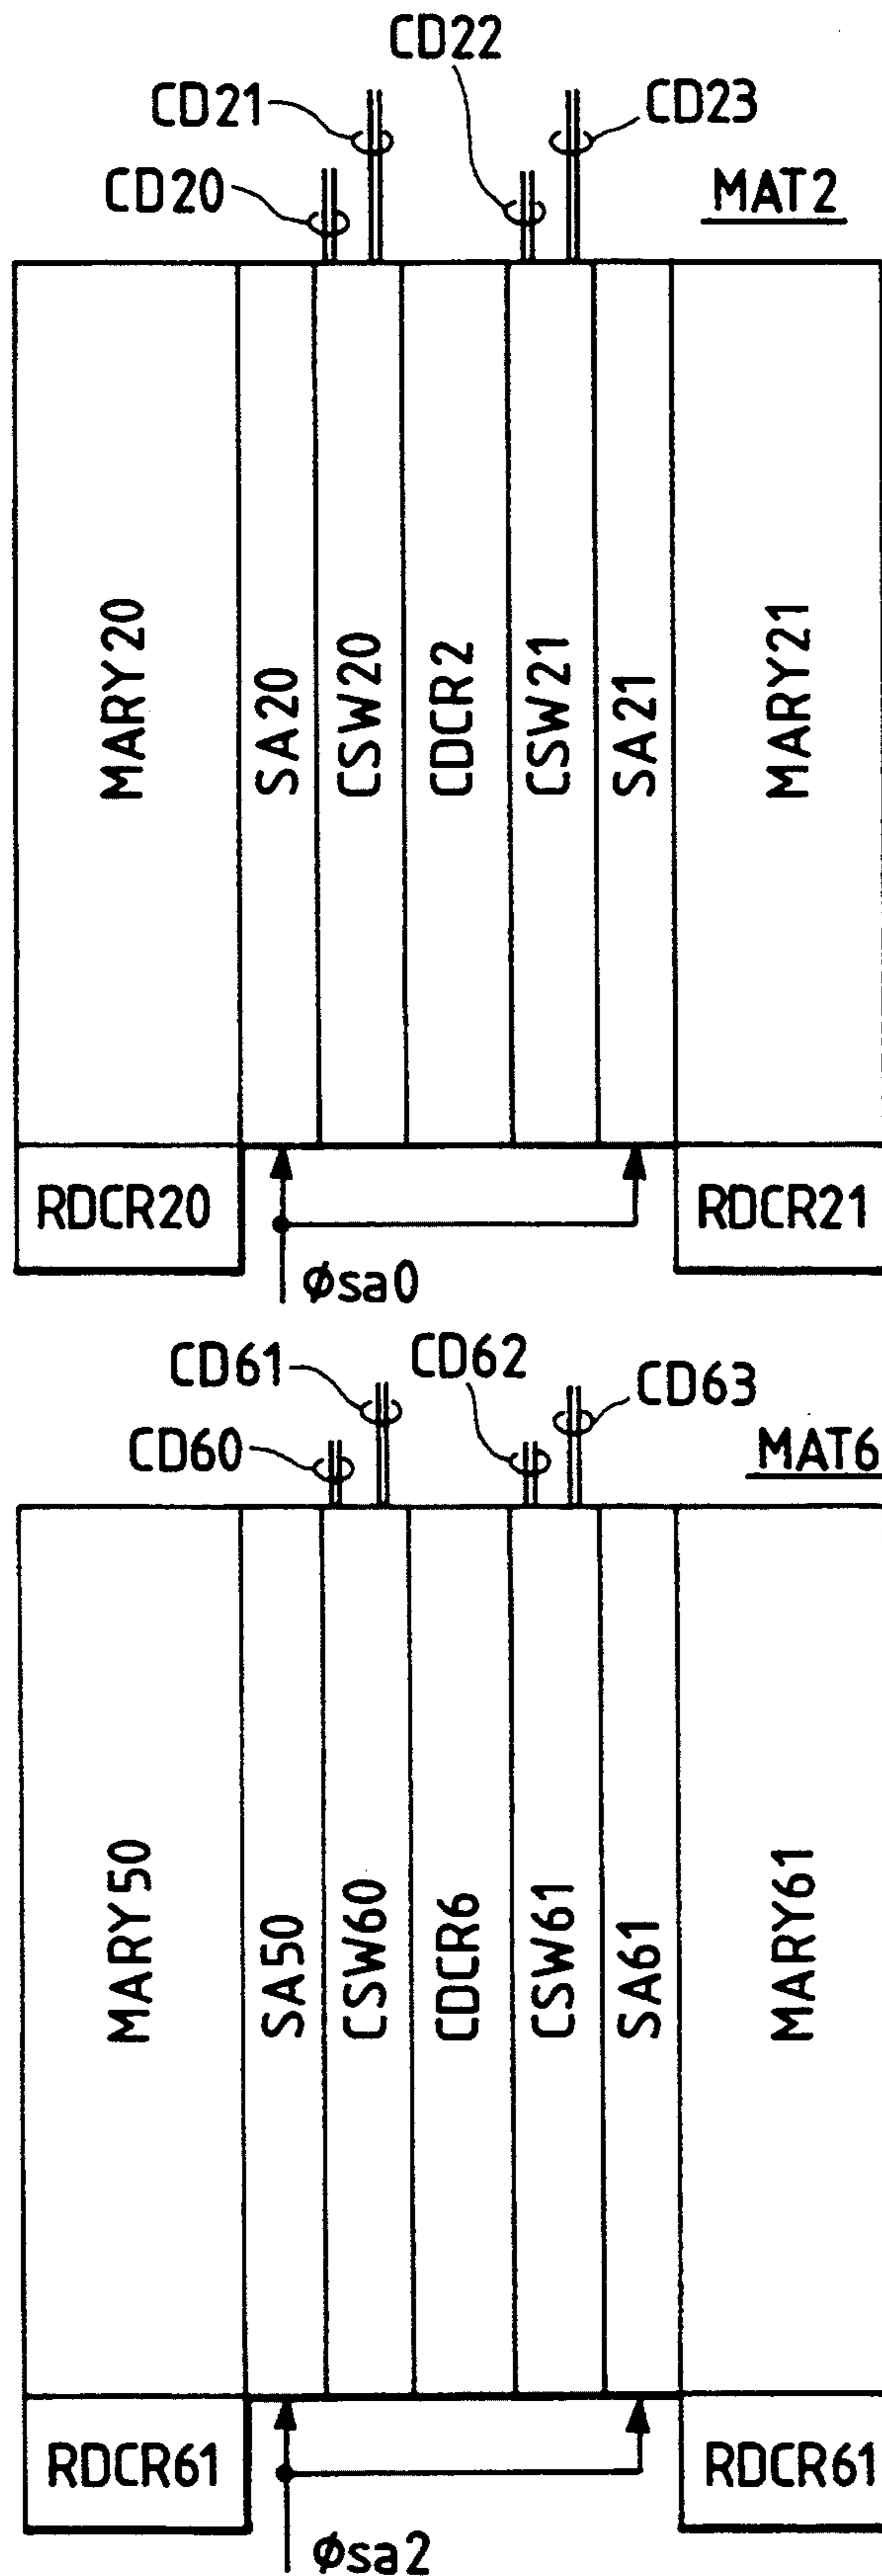 CD22
CD21
CD23
CD20
MAT2
MARY20
SA20
CSW20
CDCR2
CSW21
SA21
MARY21
RDCR20
RDCR21
φsa0
CD61
CD62
CD63
CD60
MAT6
MARY50
SA50
CSW60
CDCR6
CSW61
SA61
MARY61
RDCR61
RDCR61
φsa2